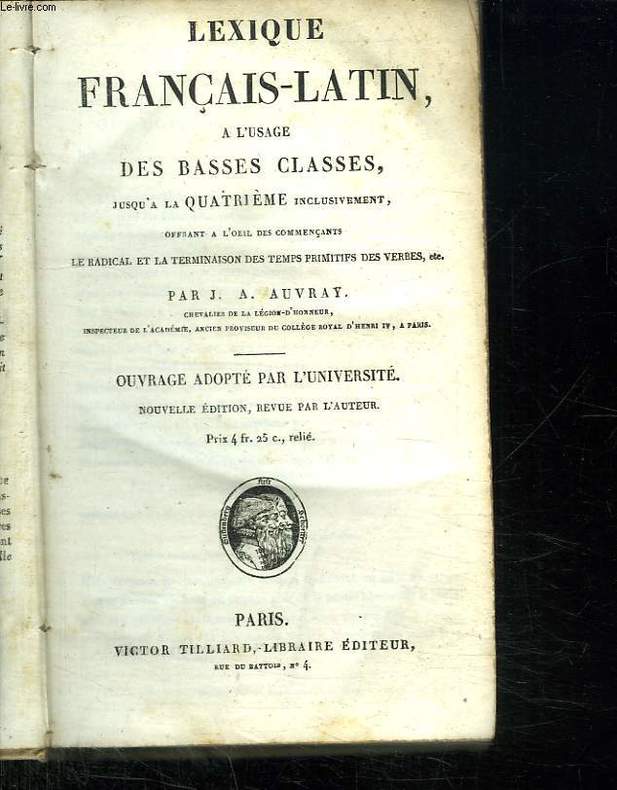 Le-livre.com
LEXIQUE
FRANÇAIS-LATIN,
A L'USAGE
DES BASSES CLASSES,
JUSQU'A LA QUATRIÈME INCLUSIVEMENT,
OFFRANT A L'OEIL DES COMMENÇANTS
LE RADICAL ET LA TERMINAISON DES TEMPS PRIMITIFS DES VERBES, etc.
PAR J. A. AUVRAY.
CHEVALIER DE LA LÉGION-D'HONNEUR,
INSPECTEUR DE L'ACADÉMIE, ANCIEN PROVISEUR DU COLLÈGE ROYAL D'HENRI IV, A PARIS.
OUVRAGE ADOPTÉ PAR L'UNIVERSITÉ.
NOUVELLE ÉDITION, REVUE PAR L'AUTEUR.
Prix 4 fr. 25 c., relié.
PARIS.
VICTOR TILLIARD, LIBRAIRE ÉDITEUR,
RUE DU BATTOIR, Nº 4.